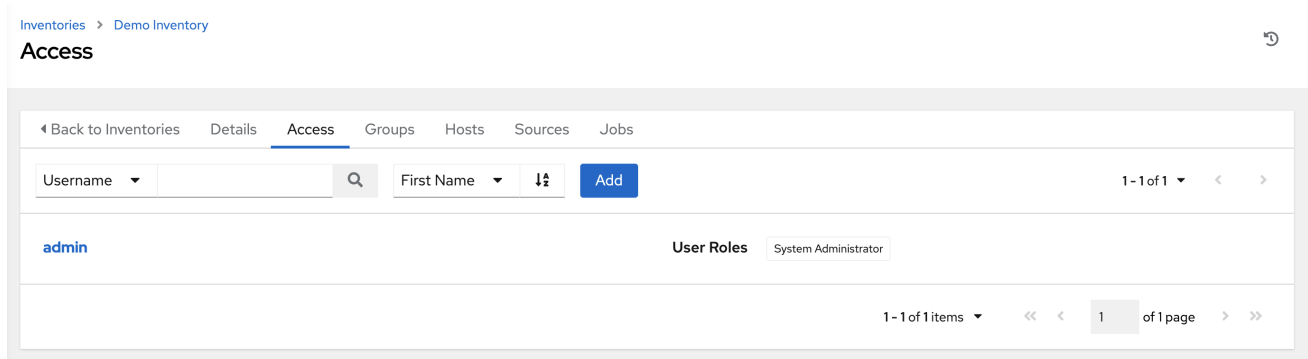 Inventories > Demo Inventory
Access
Back to Inventories Details Access Groups Hosts Sources Jobs
Username First Name Add 1 - 1 of 1
admin User Roles System Administrator
1 - 1 of 1 items 1 of 1 page